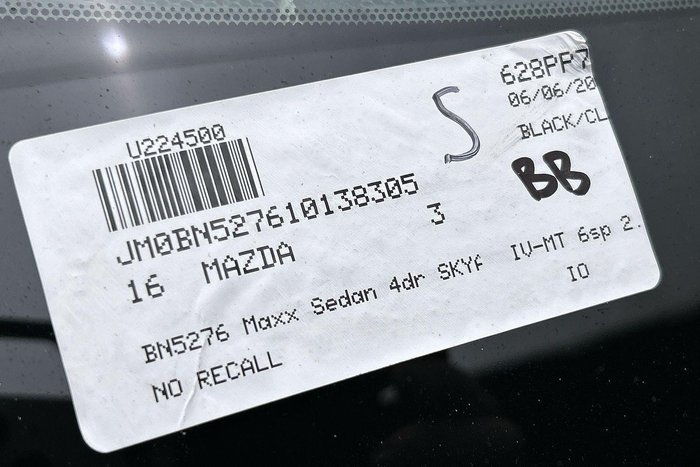 U224500
S
628PP7
06/06/20
BLACK/CL
BB
JM0BN527610138305
16 MAZDA 3
BN5276 Maxx Sedan 4dr SKYA IV-MT 6sp 2.
IO
NO RECALL